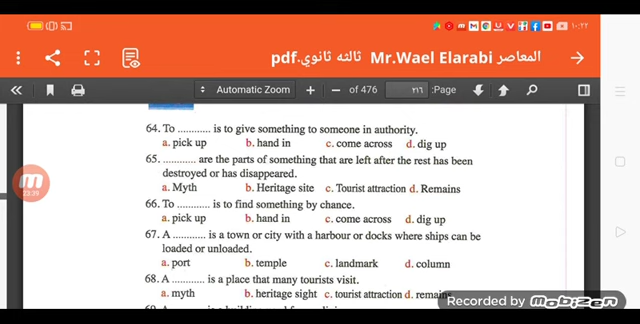 ١٠:٢٢
المعاصر Mr.Wael Elarabi ثالثه ثانوي.pdf
Automatic Zoom + − of 476 ٣١٦ :Page
64. To ............ is to give something to someone in authority.
a. pick up b. hand in c. come across d. dig up
65. ............ are the parts of something that are left after the rest has been
destroyed or has disappeared.
a. Myth b. Heritage site c. Tourist attraction d. Remains
66. To ............ is to find something by chance.
a. pick up b. hand in c. come across d. dig up
67. A ............ is a town or city with a harbour or docks where ships can be
loaded or unloaded.
a. port b. temple c. landmark d. column
68. A ............ is a place that many tourists visit.
a. myth b. heritage sight c. tourist attraction d. remains
22:39
Recorded by mobizen